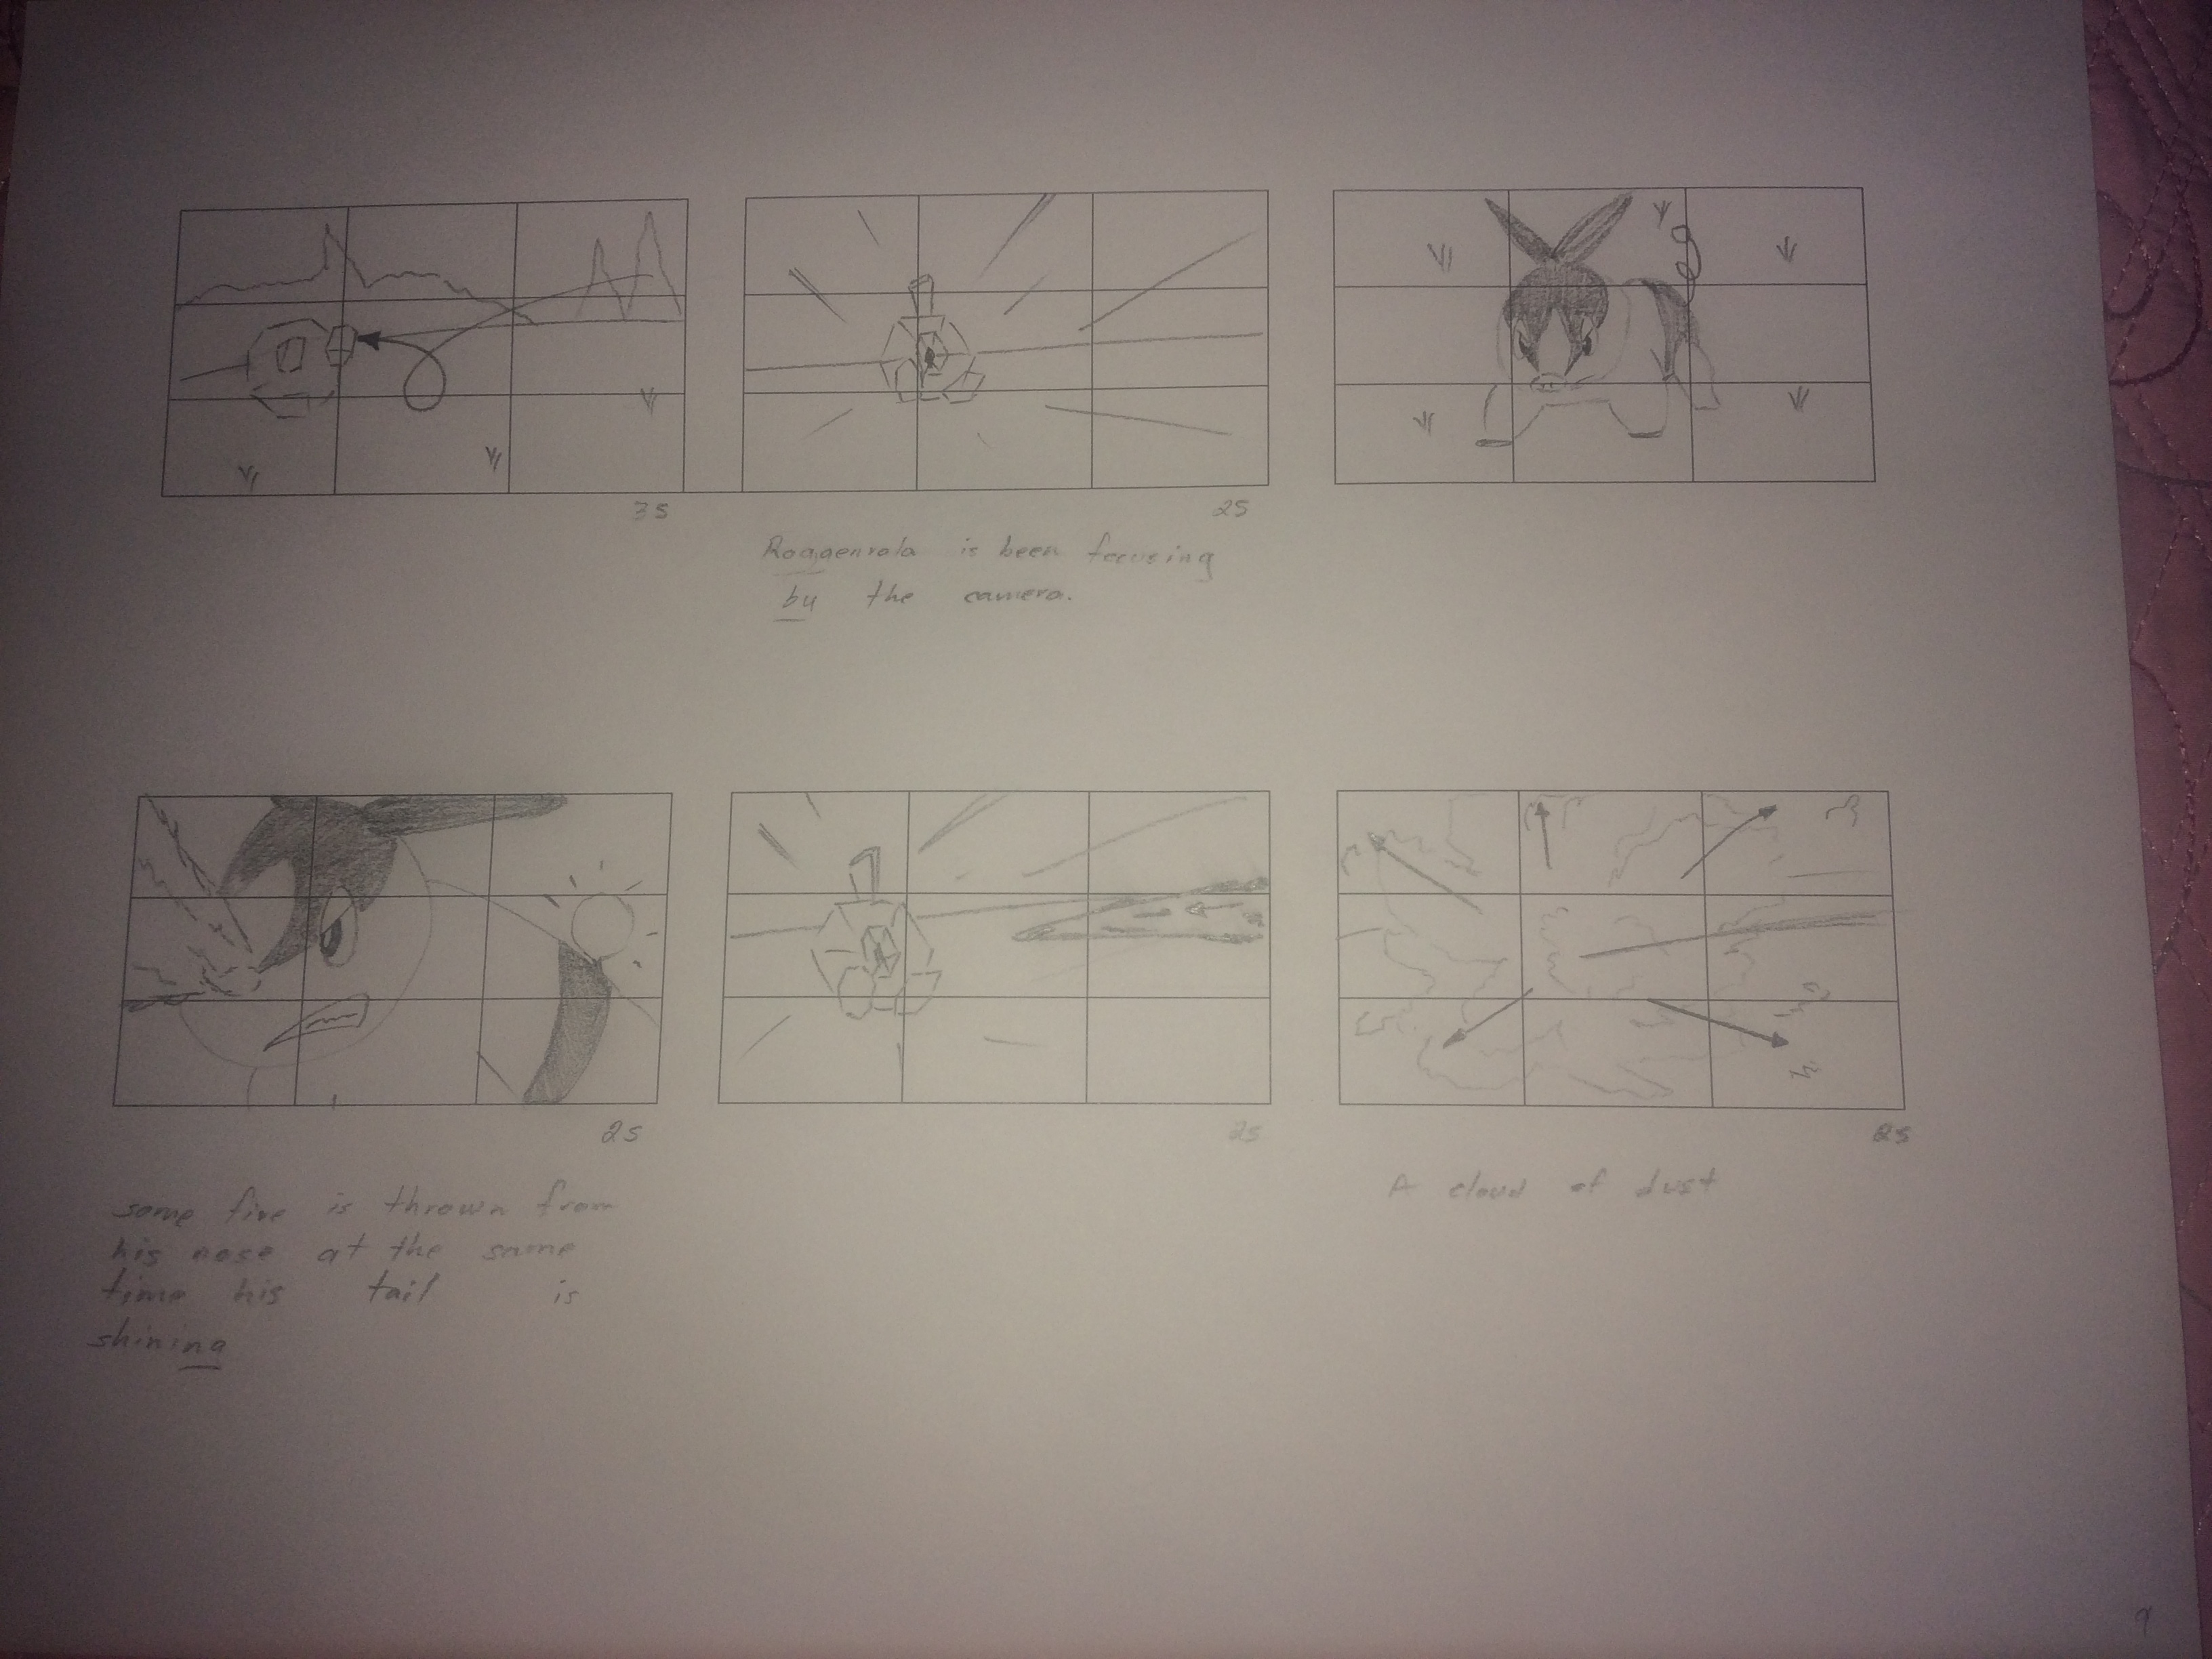 3s
2s
Roggenrola is been focusing
by the camera.
2s
2s
2s
some fire is thrown from
his nose at the same
time his tail is
shining
A cloud of dust
9